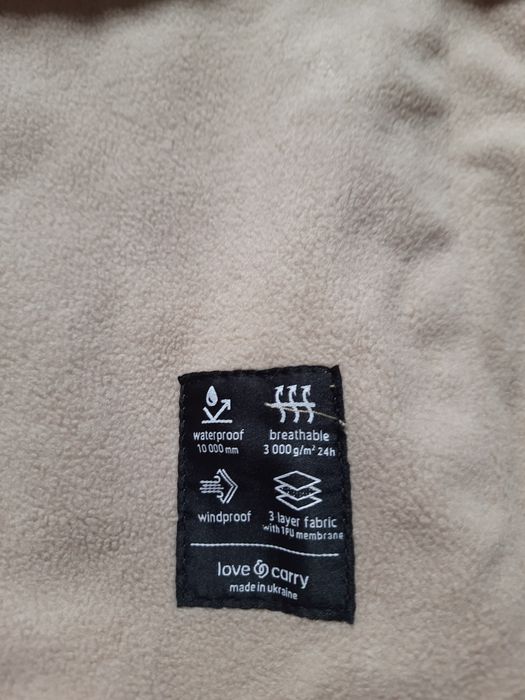 waterproof
10 000 mm
breathable
3 000 g/m² 24h
windproof
3 layer fabric
with TPU membrane
love & carry
made in ukraine